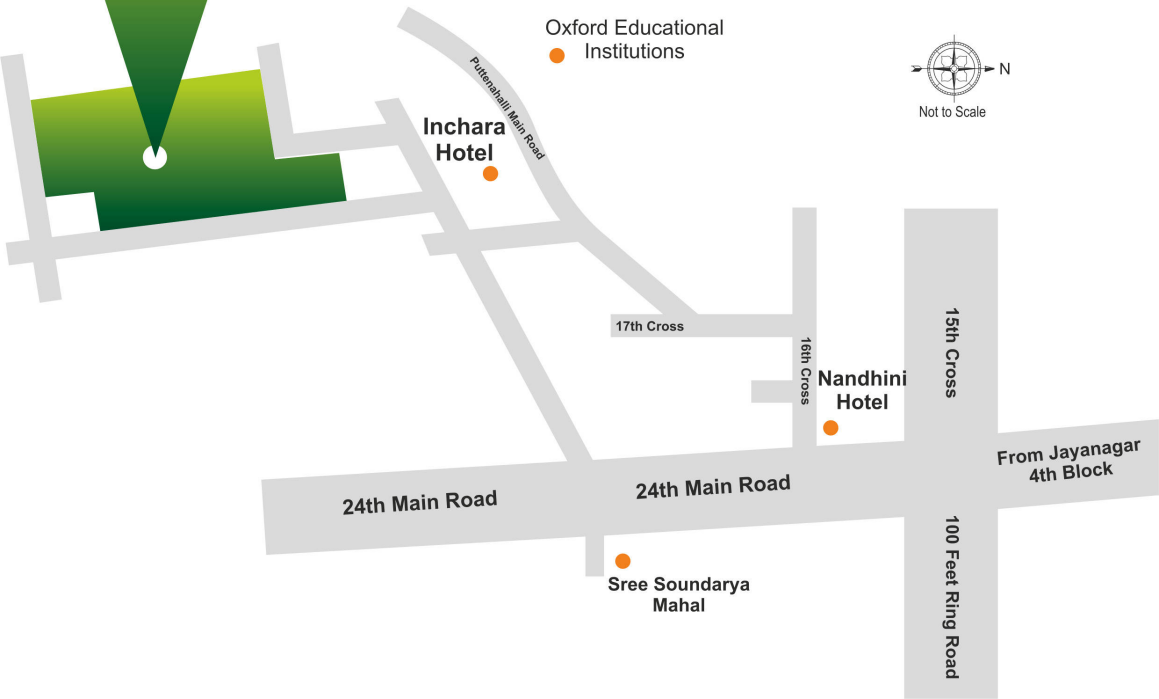 Oxford Educational
Institutions
N
Not to Scale
Puttenahalli Main Road
Inchara
Hotel
17th Cross
16th Cross
15th Cross
Nandhini
Hotel
From Jayanagar
4th Block
24th Main Road
24th Main Road
100 Feet Ring Road
Sree Soundarya
Mahal